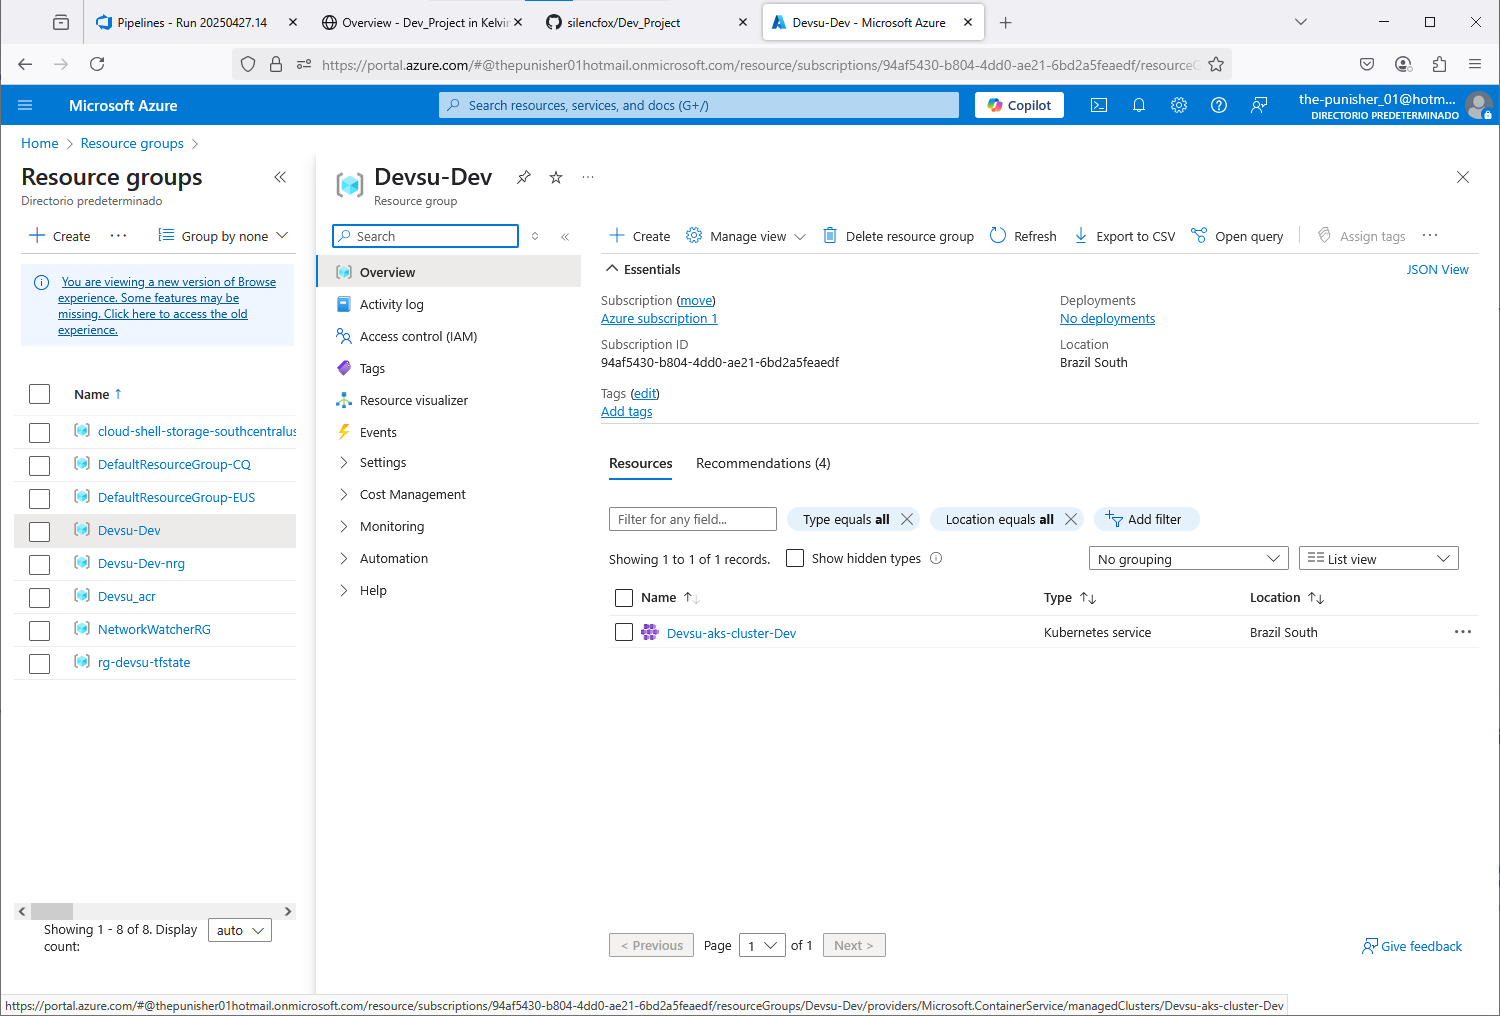 Pipelines - Run 20250427.14
Overview - Dev_Project in Kelvin
silencfox/Dev_Project
Devsu-Dev - Microsoft Azure
https://portal.azure.com/#@thepunisher01hotmail.onmicrosoft.com/resource/subscriptions/94af5430-b804-4dd0-ae21-6bd2a5feaedf/resourceG
Microsoft Azure
Search resources, services, and docs (G+/)
Copilot
the-punisher_01@hotm...
DIRECTORIO PREDETERMINADO
Home > Resource groups >
Resource groups
Directorio predeterminado
Create
Group by none
You are viewing a new version of Browse
experience. Some features may be
missing. Click here to access the old
experience.
Name ↑
cloud-shell-storage-southcentralus
DefaultResourceGroup-CQ
DefaultResourceGroup-EUS
Devsu-Dev
Devsu-Dev-nrg
Devsu_acr
NetworkWatcherRG
rg-devsu-tfstate
Showing 1 - 8 of 8. Display
count:
auto
Devsu-Dev
Resource group
Search
Overview
Activity log
Access control (IAM)
Tags
Resource visualizer
Events
Settings
Cost Management
Monitoring
Automation
Help
Create
Manage view
Delete resource group
Refresh
Export to CSV
Open query
Assign tags
Essentials
JSON View
Subscription (move)
Azure subscription 1
Subscription ID
94af5430-b804-4dd0-ae21-6bd2a5feaedf
Tags (edit)
Add tags
Deployments
No deployments
Location
Brazil South
Resources
Recommendations (4)
Filter for any field...
Type equals all
Location equals all
Add filter
Showing 1 to 1 of 1 records.
Show hidden types
No grouping
List view
Name ↑↓
Type ↑↓
Location ↑↓
Devsu-aks-cluster-Dev
Kubernetes service
Brazil South
< Previous
Page
1
of 1
Next >
Give feedback
https://portal.azure.com/#@thepunisher01hotmail.onmicrosoft.com/resource/subscriptions/94af5430-b804-4dd0-ae21-6bd2a5feaedf/resourceGroups/Devsu-Dev/providers/Microsoft.ContainerService/managedClusters/Devsu-aks-cluster-Dev